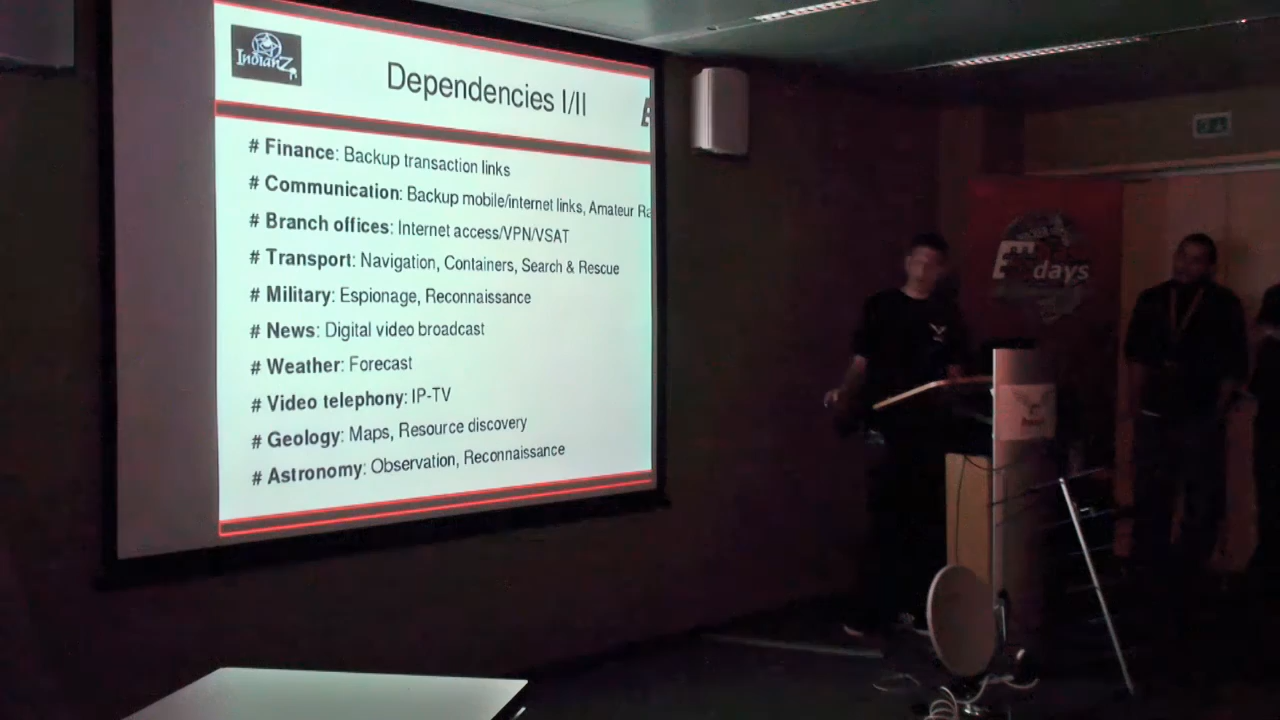 IndianZ
Dependencies I/II
E
# Finance: Backup transaction links
# Communication: Backup mobile/internet links, Amateur Ra
# Branch offices: Internet access/VPN/VSAT
# Transport: Navigation, Containers, Search & Rescue
# Military: Espionage, Reconnaissance
# News: Digital video broadcast
# Weather: Forecast
# Video telephony: IP-TV
# Geology: Maps, Resource discovery
# Astronomy: Observation, Reconnaissance
days